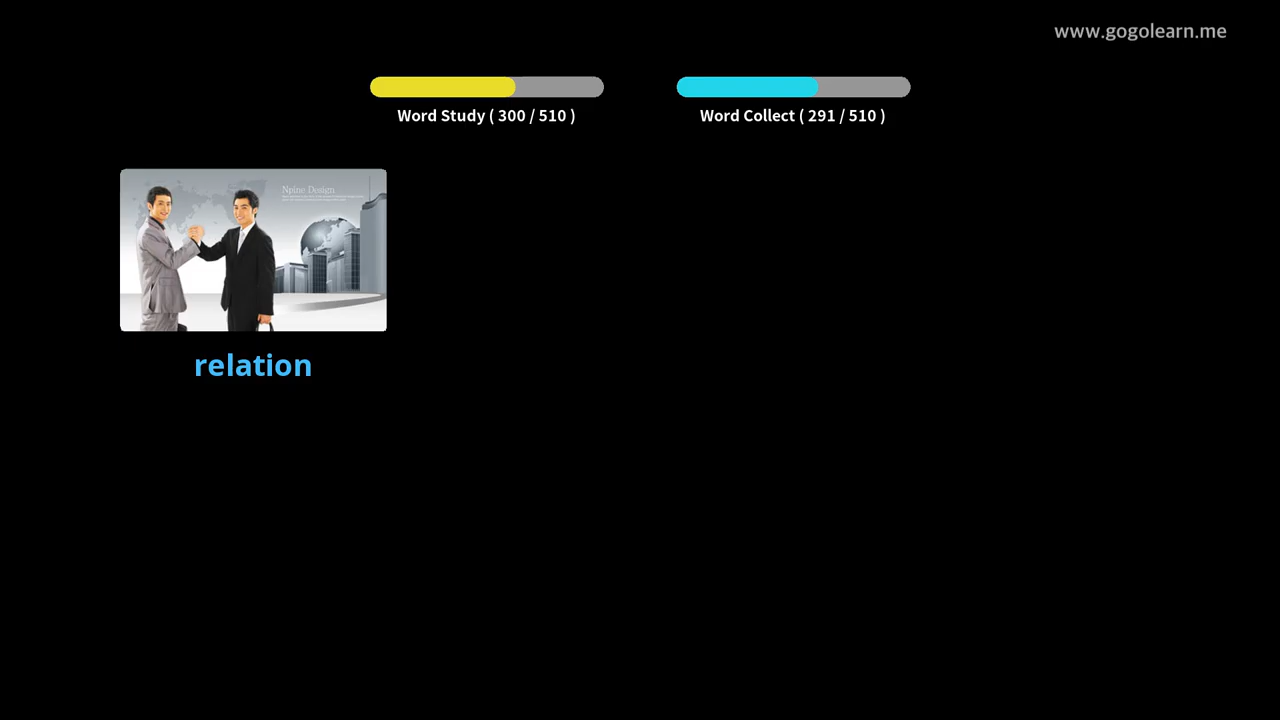 www.gogolearn.me
Word Study ( 300 / 510 )
Word Collect ( 291 / 510 )
Npine Design
relation